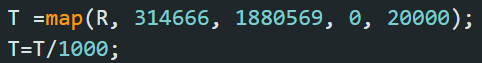 T =map(R, 314666, 1880569, 0, 20000);
T=T/1000;